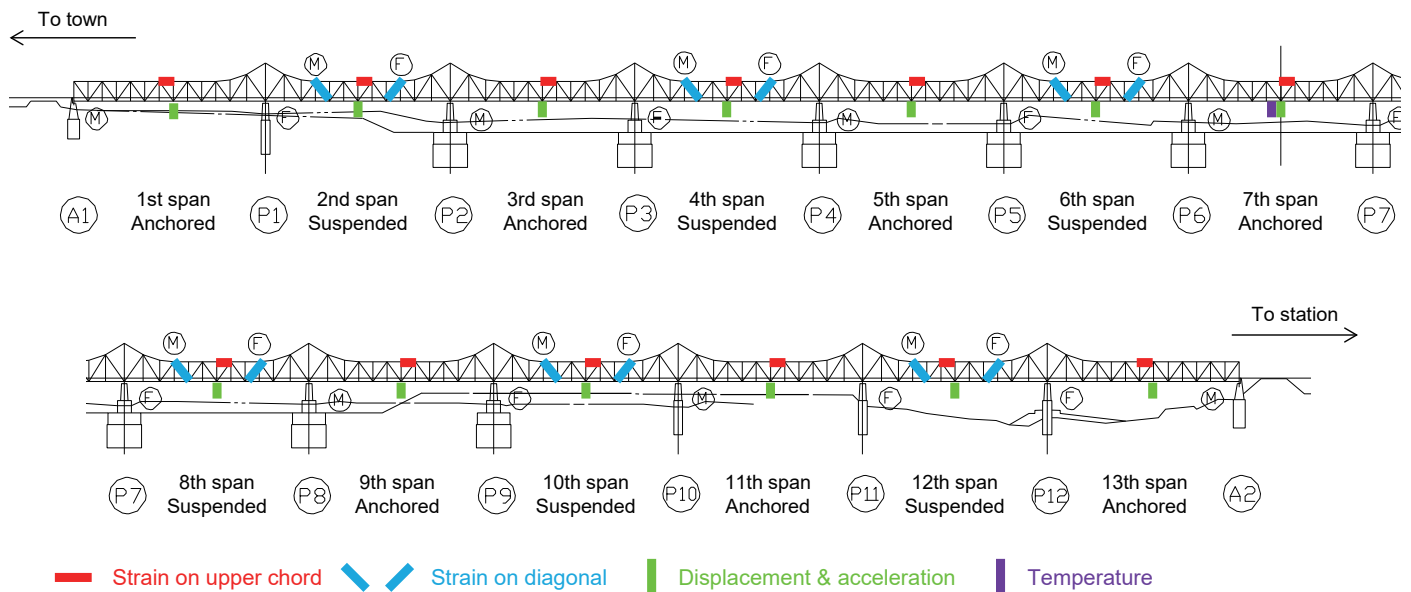 To town
M F M F M F
M F M F M F M F
1st span 2nd span 3rd span 4th span 5th span 6th span 7th span
A1 P1 P2 P3 P4 P5 P6 P7
Anchored Suspended Anchored Suspended Anchored Suspended Anchored
To station
M F M F M F
F M F M F F M
8th span 9th span 10th span 11th span 12th span 13th span
P7 P8 P9 P10 P11 P12 A2
Suspended Anchored Suspended Anchored Suspended Anchored
Strain on upper chord Strain on diagonal Displacement & acceleration Temperature